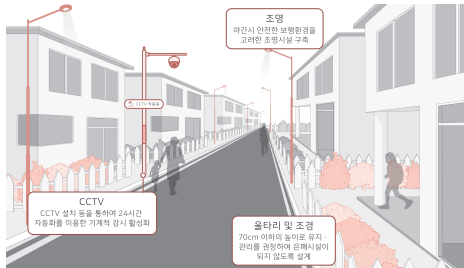 조명
야간시 안전한 보행환경을
고려한 조명시설 구축
CCTV 작동중
CCTV
CCTV 설치 등을 통하여 24시간
자동화를 이용한 기계적 감시 활성화
울타리 및 조경
70cm 이하의 높이로 유지 ·
관리를 권장하여 은폐시설이
되지 않도록 설계